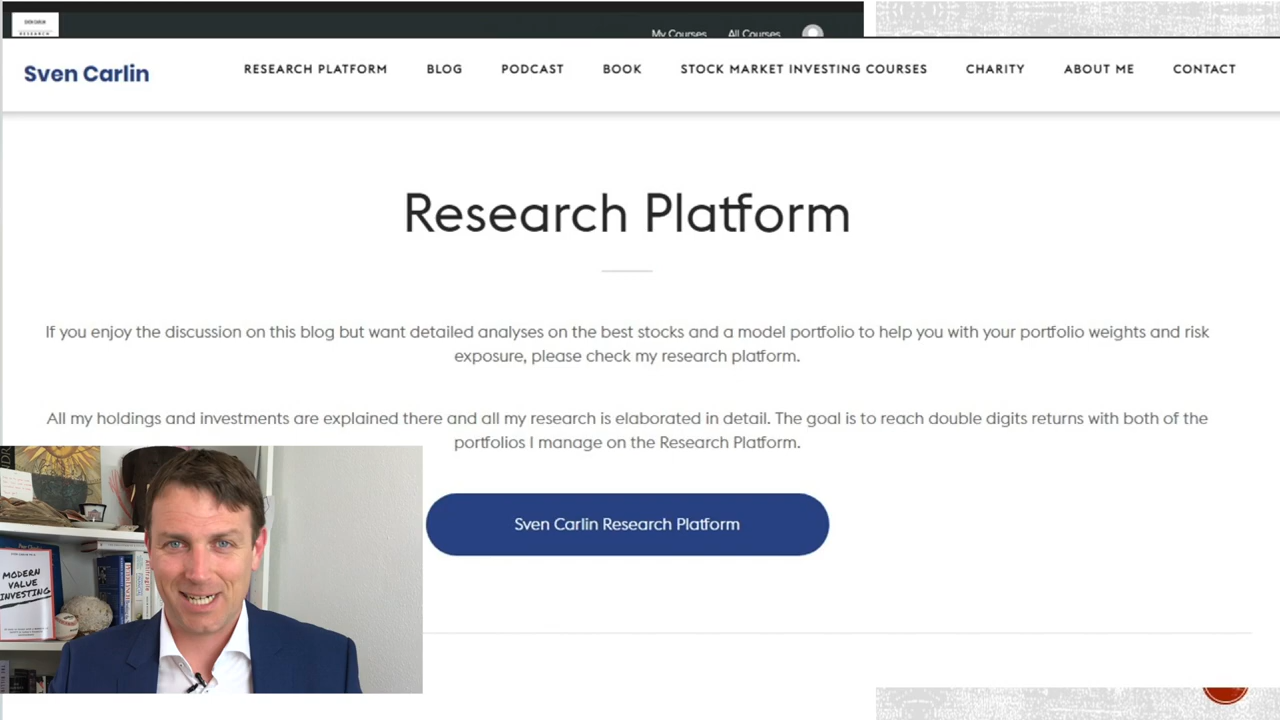 SVEN CARLIN
RESEARCH
My Courses
All Courses
Sven Carlin
RESEARCH PLATFORM
BLOG
PODCAST
BOOK
STOCK MARKET INVESTING COURSES
CHARITY
ABOUT ME
CONTACT
Research Platform
If you enjoy the discussion on this blog but want detailed analyses on the best stocks and a model portfolio to help you with your portfolio weights and risk
exposure, please check my research platform.
All my holdings and investments are explained there and all my research is elaborated in detail. The goal is to reach double digits returns with both of the
portfolios I manage on the Research Platform.
Sven Carlin Research Platform
MODERN
VALUE
INVESTING